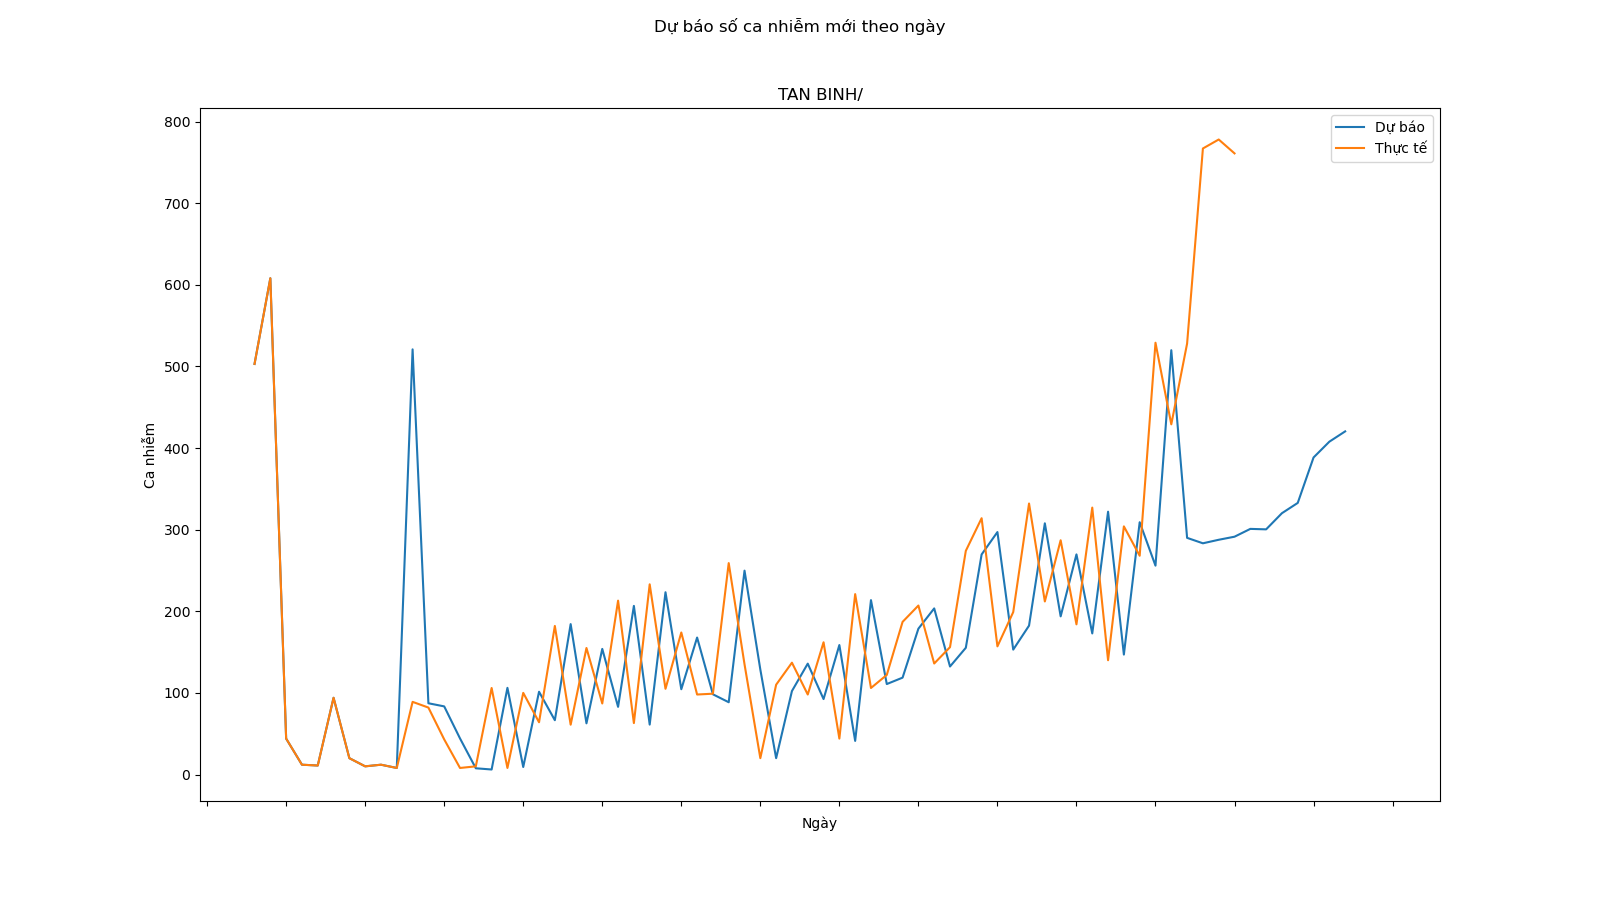 Dự báo số ca nhiễm mới theo ngày
TAN BINH/
Dự báo
Thực tế
800
700
600
500
400
300
200
100
0
Ca nhiễm
Ngày